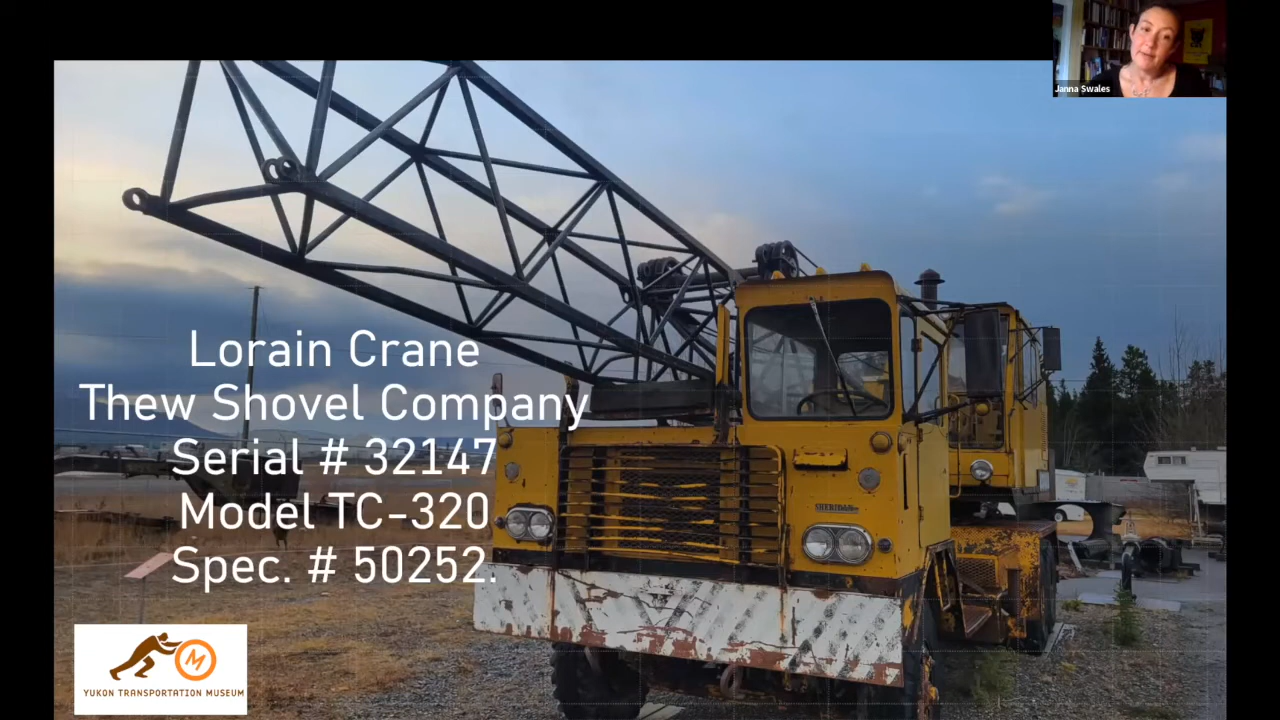 Janna Swales
Lorain Crane
Thew Shovel Company
Serial # 32147
Model TC-320
Spec. # 50252.
YUKON TRANSPORTATION MUSEUM
M